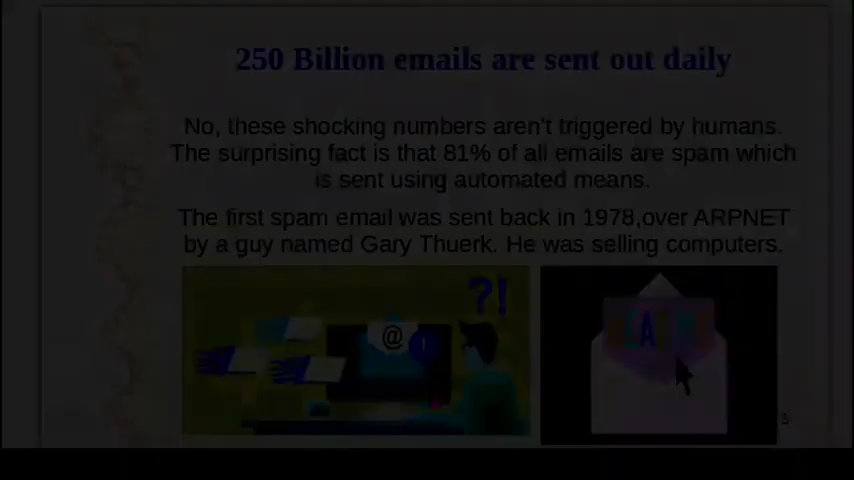 250 Billion emails are sent out daily
No, these shocking numbers aren't triggered by humans.
The surprising fact is that 81% of all emails are spam which
is sent using automated means.
The first spam email was sent back in 1978,over ARPNET
by a guy named Gary Thuerk. He was selling computers.
?!
@
5